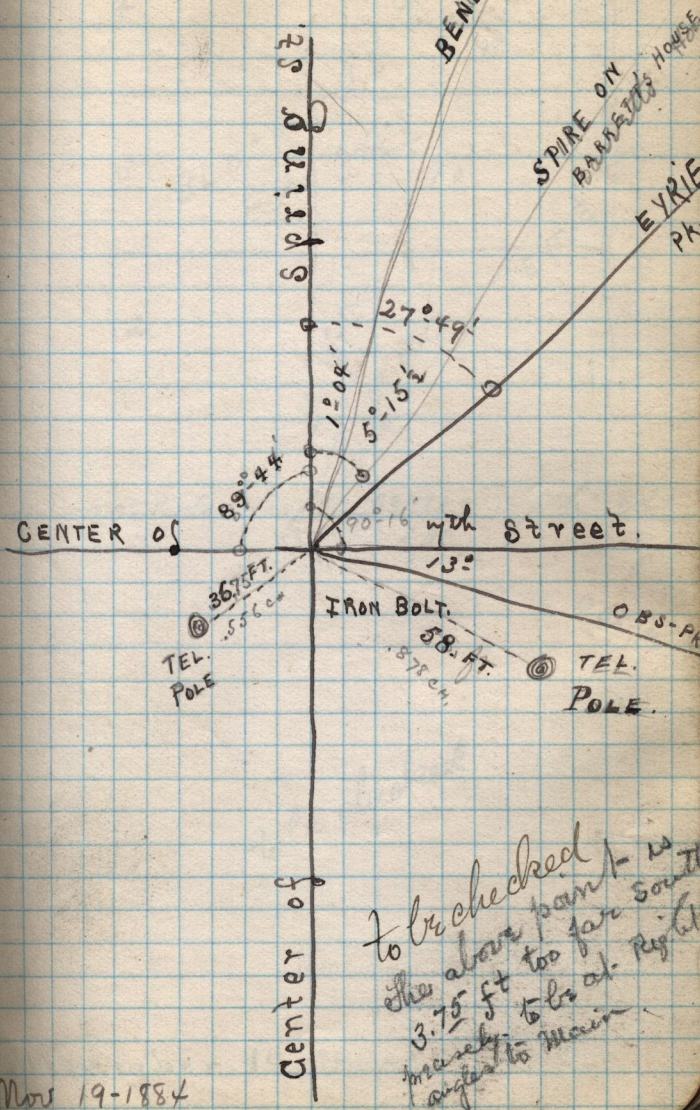 BEN
SPIRE ON
BARRETT'S HOUSE
EYRIE
PK
Center of Spring St.
27°-49'
1°-04'
5°-15½'
89°-44'
90°-16'
CENTER Of 7th Street.
13°
36.75 FT.
.556 cm
IRON BOLT.
58. FT.
.878 CM.
BS-PK
TEL.
POLE
TEL.
POLE.
to be checked
The above point is
3.75 ft too far South
to be at Right
angles to Main
Nov 19-1884